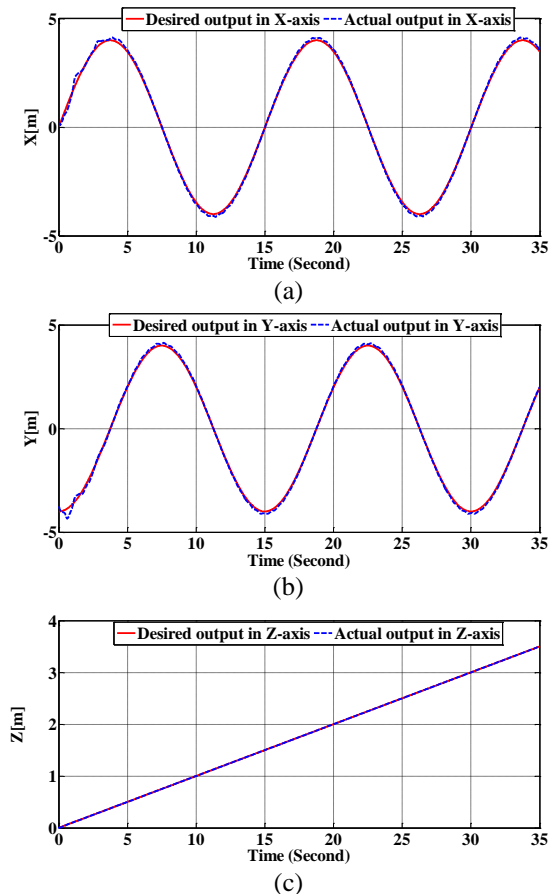 Desired output in X-axis Actual output in X-axis
5
0
-5
X[m]
0 5 10 15 20 25 30 35
Time (Second)
(a)
Desired output in Y-axis Actual output in Y-axis
5
0
-5
Y[m]
0 5 10 15 20 25 30 35
Time (Second)
(b)
Desired output in Z-axis Actual output in Z-axis
4
3
2
1
0
Z[m]
0 5 10 15 20 25 30 35
Time (Second)
(c)